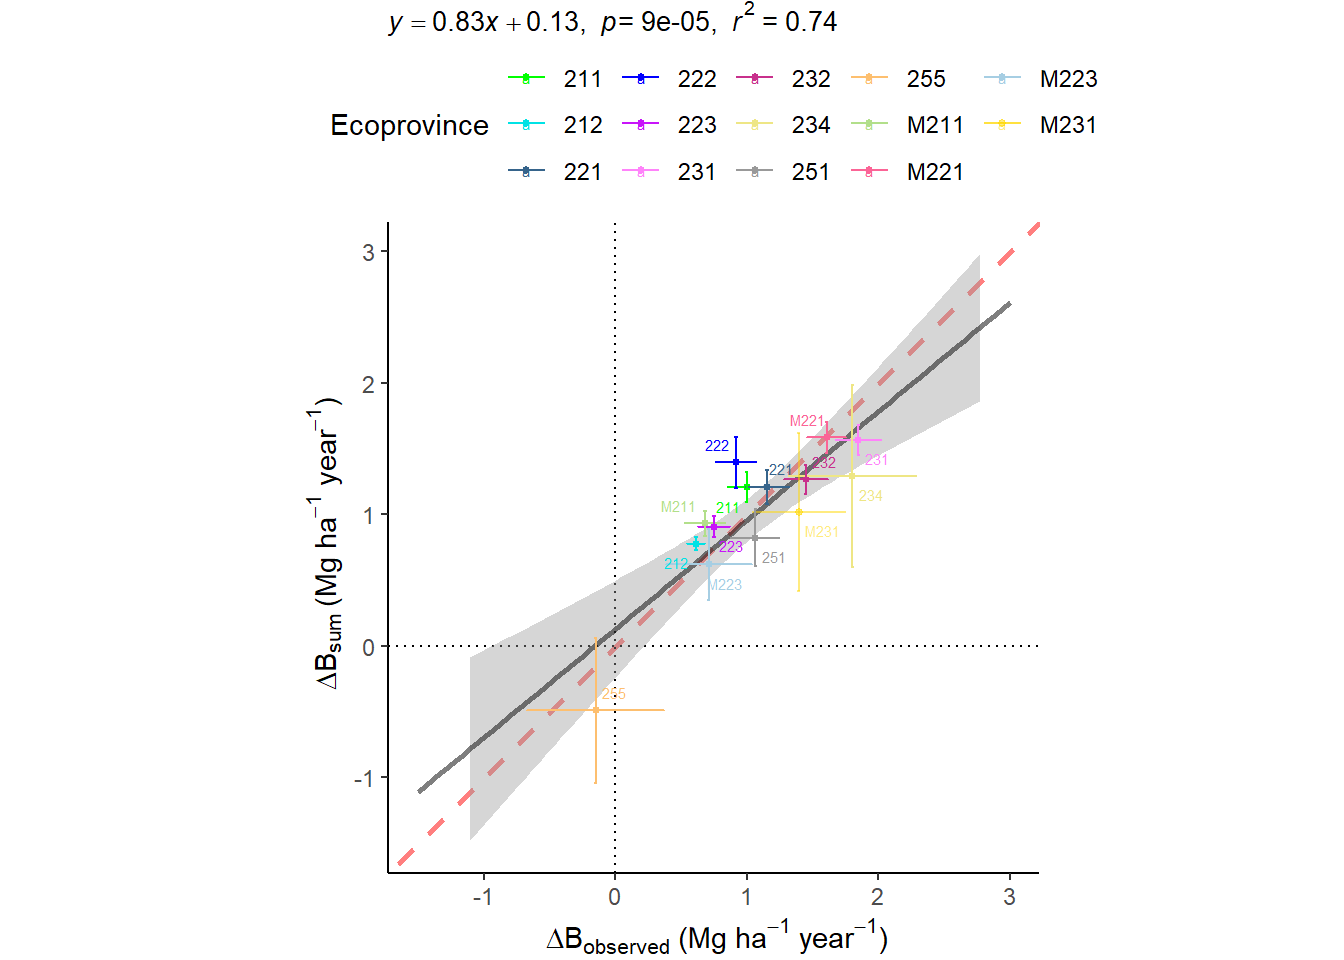 y = 0.83x + 0.13, p= 9e-05, r² = 0.74
211 222 232 255 M223
Ecoprovince
212 223 234 M211 M231
221 231 251 M221
3
2
1
0
-1
ΔBsum (Mg ha⁻¹ year⁻¹)
M221
222
232
231
221
234
M211
211
M231
223
251
212
M223
255
-1 0 1 2 3
ΔBobserved (Mg ha⁻¹ year⁻¹)